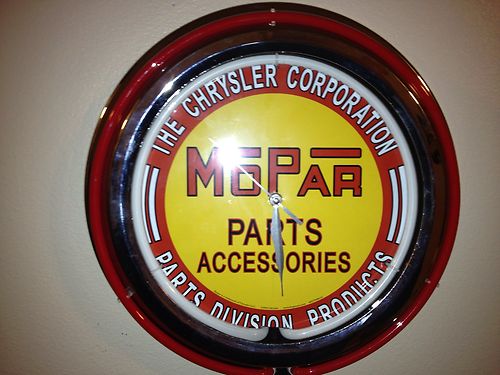 THE CHRYSLER CORPORATION
MOPAR
PARTS
ACCESSORIES
PARTS DIVISION PRODUCTS